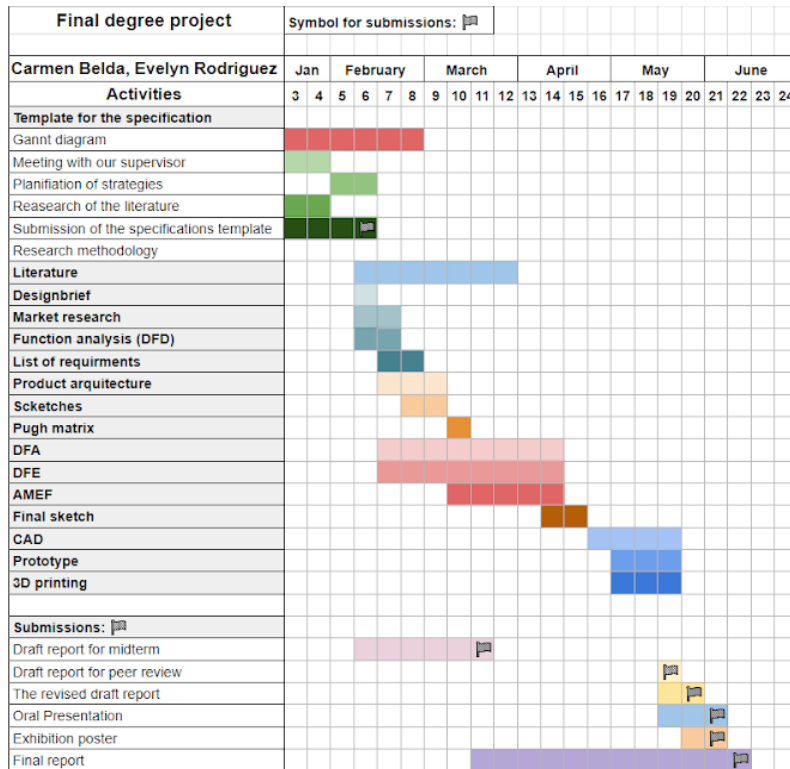 Final degree project Symbol for submissions:
Carmen Belda, Evelyn Rodriguez Jan February March April May June
Activities 3 4 5 6 7 8 9 10 11 12 13 14 15 16 17 18 19 20 21 22 23 24
Template for the specification
Gannt diagram
Meeting with our supervisor
Planifiation of strategies
Reasearch of the literature
Submission of the specifications template
Research methodology
Literature
Designbrief
Market research
Function analysis (DFD)
List of requirments
Product arquitecture
Scketches
Pugh matrix
DFA
DFE
AMEF
Final sketch
CAD
Prototype
3D printing
Submissions:
Draft report for midterm
Draft report for peer review
The revised draft report
Oral Presentation
Exhibition poster
Final report